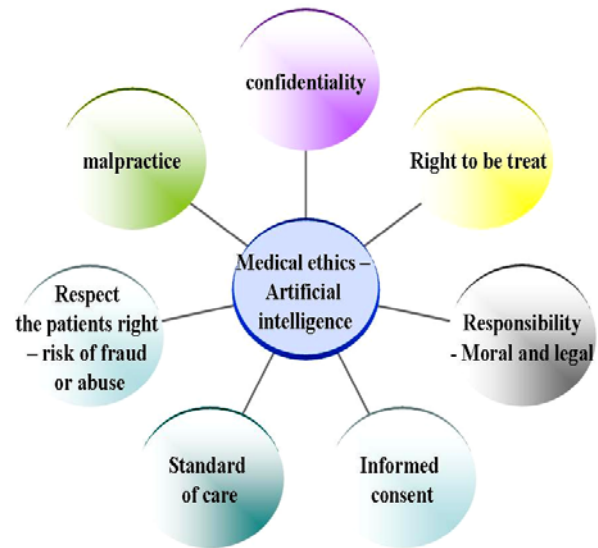 confidentiality
malpractice
Right to be treat
Medical ethics –
Artificial
intelligence
Respect
the patients right
– risk of fraud
or abuse
Responsibility
- Moral and legal
Standard
of care
Informed
consent